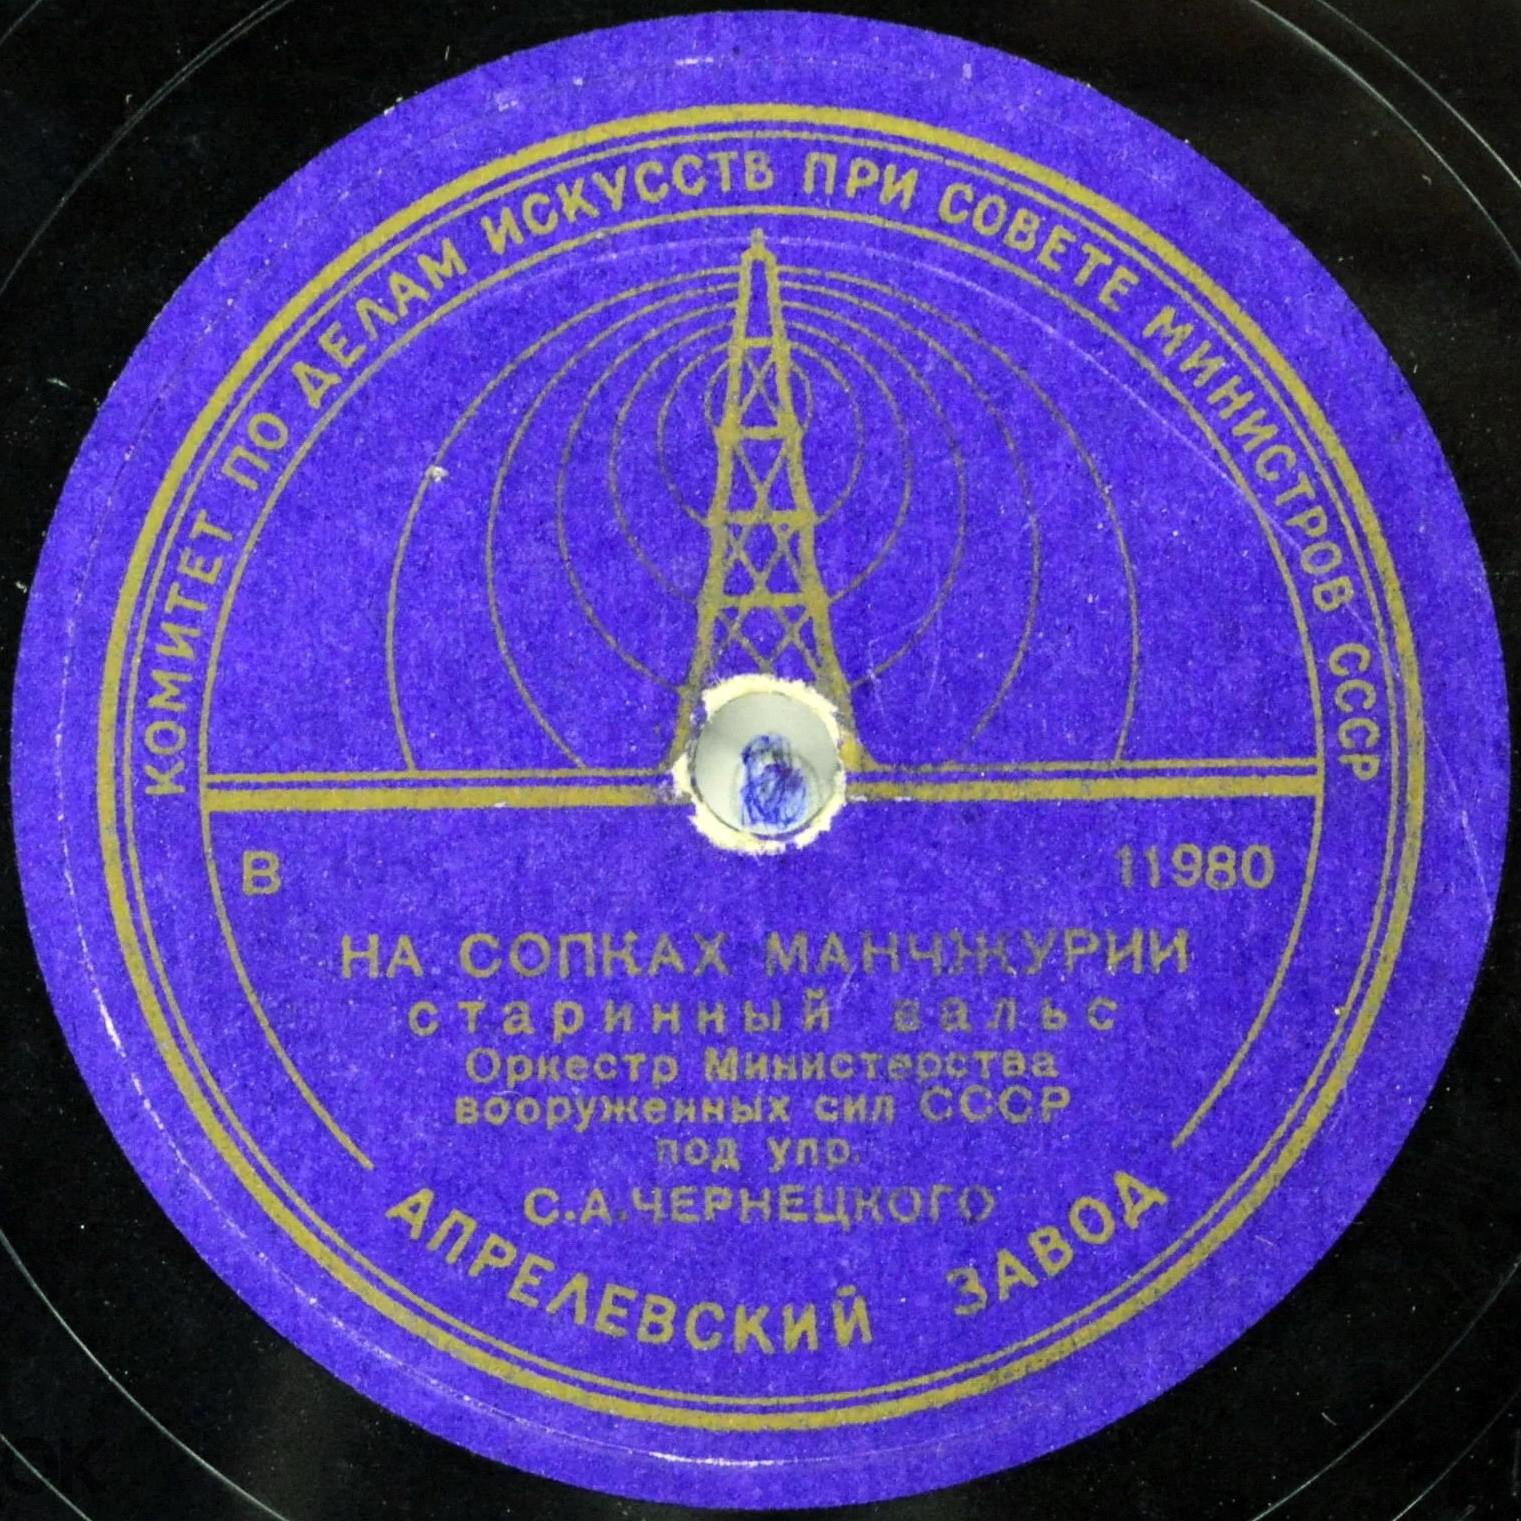 КОМИТЕТ ПО ДЕЛАМ ИСКУССТВ ПРИ СОВЕТЕ МИНИСТРОВ СССР
В 11980
НА СОПКАХ МАНЧЖУРИИ
старинный вальс
Оркестр Министерства
вооруженных сил СССР
под упр.
С.А.ЧЕРНЕЦКОГО
АПРЕЛЕВСКИЙ ЗАВОД